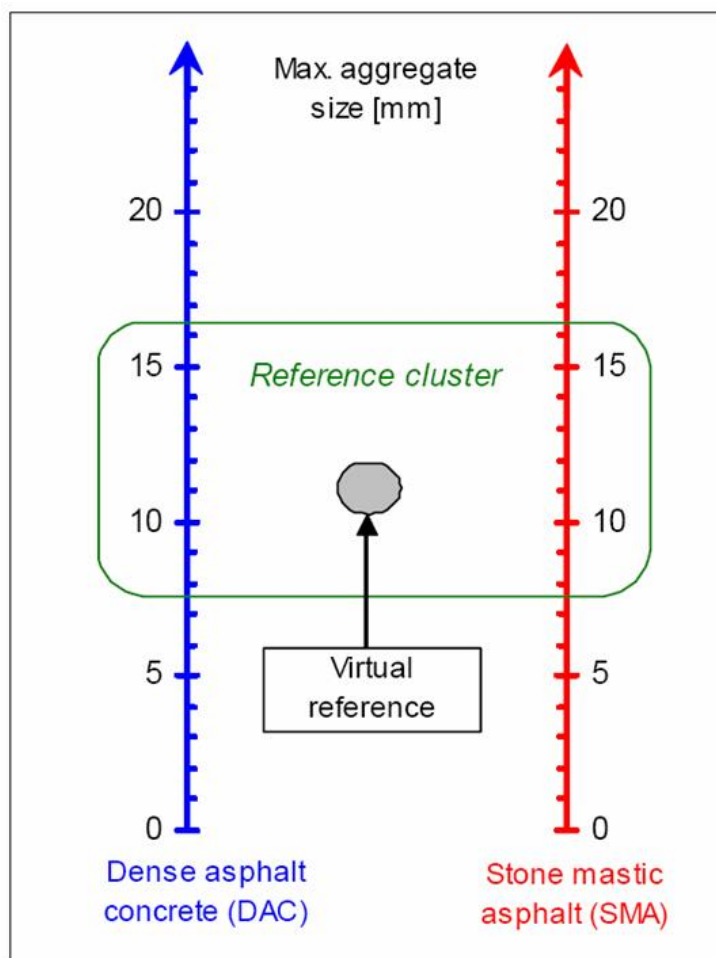 Max. aggregate
size [mm]
20
20
15
15
Reference cluster
10
10
5
5
Virtual
reference
0
0
Dense asphalt
concrete (DAC)
Stone mastic
asphalt (SMA)